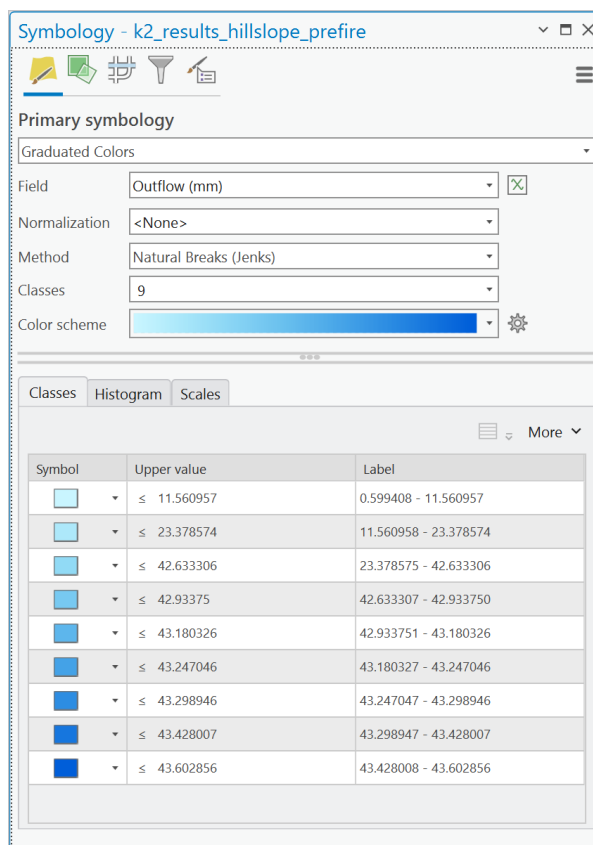 Symbology - k2_results_hillslope_prefire
Primary symbology
Graduated Colors
Field Outflow (mm)
Normalization <None>
Method Natural Breaks (Jenks)
Classes 9
Color scheme
Classes Histogram Scales
More
Symbol Upper value Label
≤ 11.560957 0.599408 - 11.560957
≤ 23.378574 11.560958 - 23.378574
≤ 42.633306 23.378575 - 42.633306
≤ 42.93375 42.633307 - 42.933750
≤ 43.180326 42.933751 - 43.180326
≤ 43.247046 43.180327 - 43.247046
≤ 43.298946 43.247047 - 43.298946
≤ 43.428007 43.298947 - 43.428007
≤ 43.602856 43.428008 - 43.602856